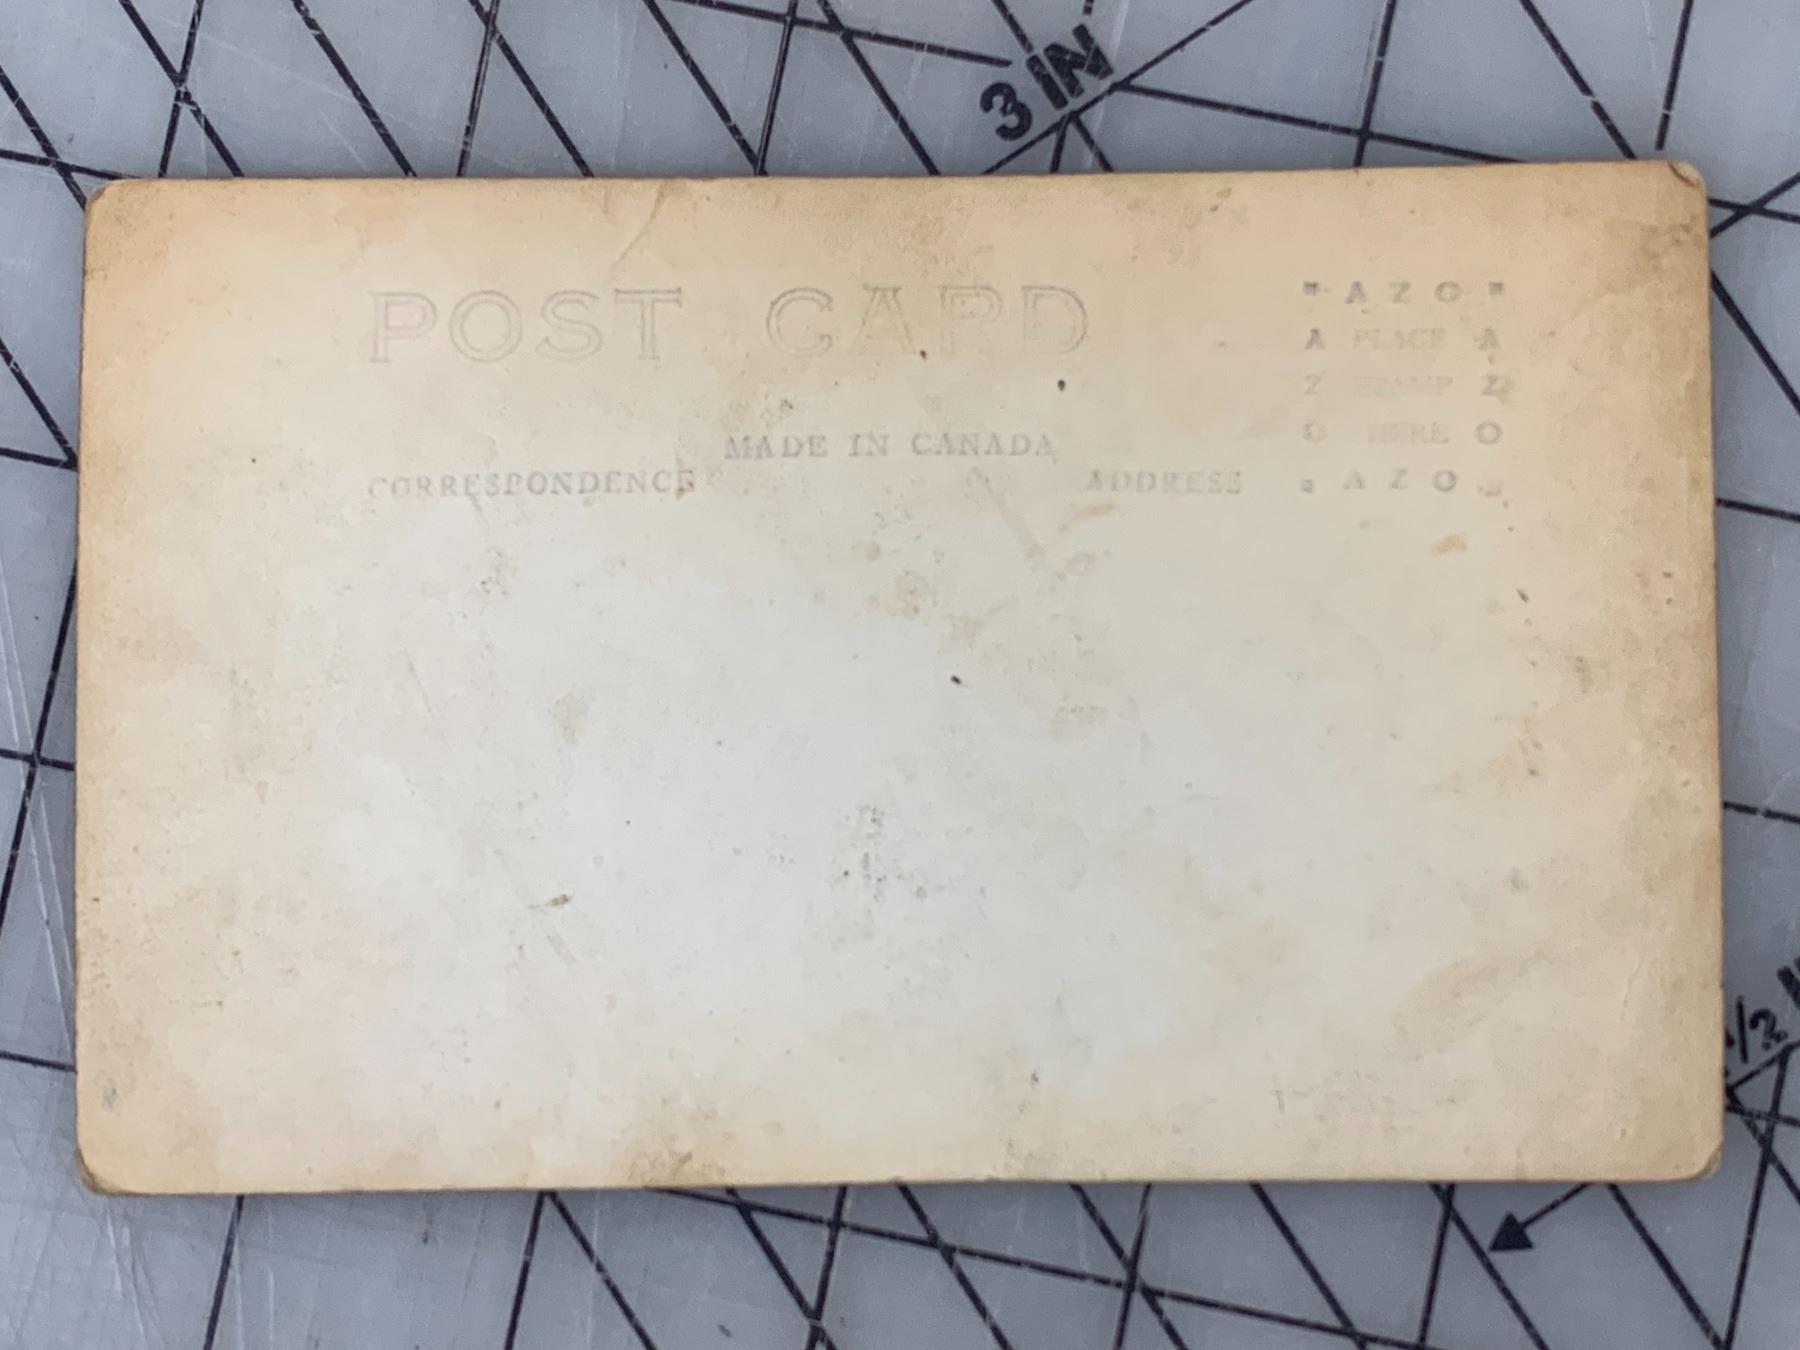 3 IN
POST CARD
" AZO "
A PLACE A
Z STAMP Z
O HERE O
MADE IN CANADA
CORRESPONDENCE
ADDRESS
AZO